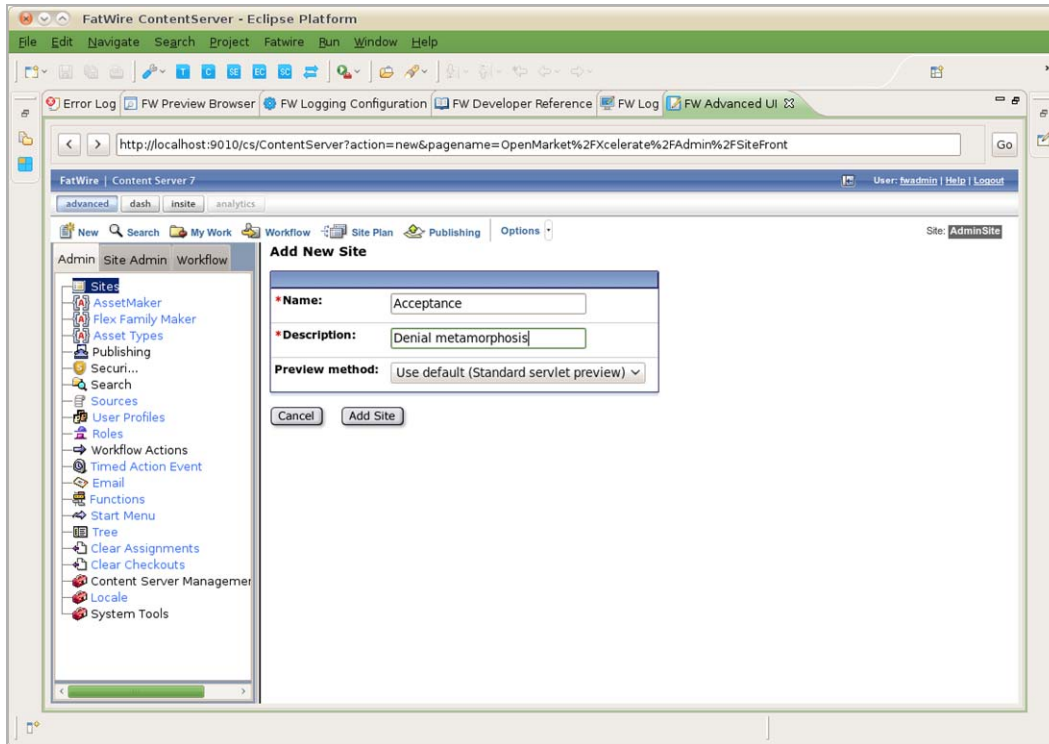 FatWire ContentServer - Eclipse Platform
File Edit Navigate Search Project Fatwire Run Window Help
Error Log FW Preview Browser FW Logging Configuration FW Developer Reference FW Log FW Advanced UI
http://localhost:9010/cs/ContentServer?action=new&pagename=OpenMarket%2FXcelerate%2FAdmin%2FSiteFront Go
FatWire | Content Server 7 User: fwadmin | Help | Logout
advanced dash insite analytics
New Search My Work Workflow Site Plan Publishing Options Site: AdminSite
Admin Site Admin Workflow
Sites
AssetMaker
Flex Family Maker
Asset Types
Publishing
Securi...
Search
Sources
User Profiles
Roles
Workflow Actions
Timed Action Event
Email
Functions
Start Menu
Tree
Clear Assignments
Clear Checkouts
Content Server Managemen
Locale
System Tools
Add New Site
*Name: Acceptance
*Description: Denial metamorphosis
Preview method: Use default (Standard servlet preview)
Cancel Add Site